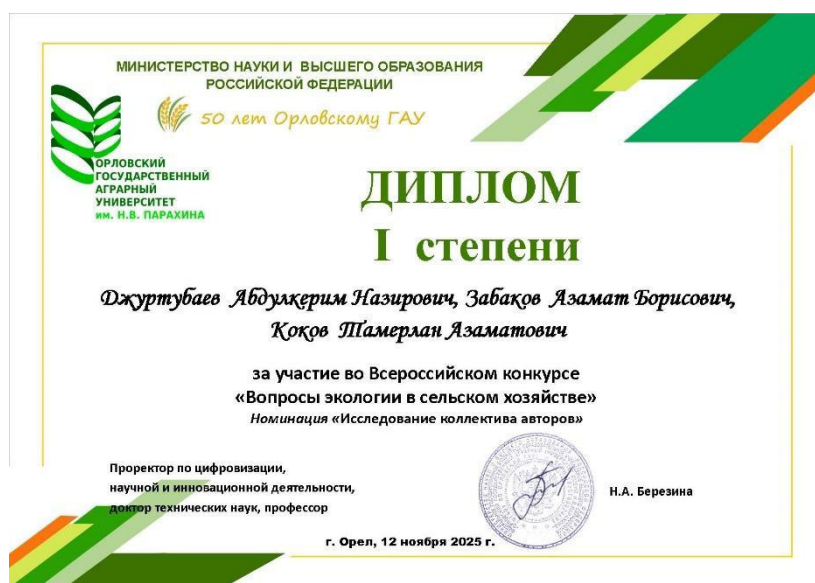 МИНИСТЕРСТВО НАУКИ И ВЫСШЕГО ОБРАЗОВАНИЯ
РОССИЙСКОЙ ФЕДЕРАЦИИ
50 лет Орловскому ГАУ
ОРЛОВСКИЙ
ГОСУДАРСТВЕННЫЙ
АГРАРНЫЙ
УНИВЕРСИТЕТ
им. Н.В. ПАРАХИНА
ДИПЛОМ
I степени
Джуртубаев Абдулкерим Назирович, Забаков Азамат Борисович,
Коков Тамерлан Азаматович
за участие во Всероссийском конкурсе
«Вопросы экологии в сельском хозяйстве»
Номинация «Исследование коллектива авторов»
Проректор по цифровизации,
научной и инновационной деятельности,
доктор технических наук, профессор
Н.А. Березина
г. Орел, 12 ноября 2025 г.